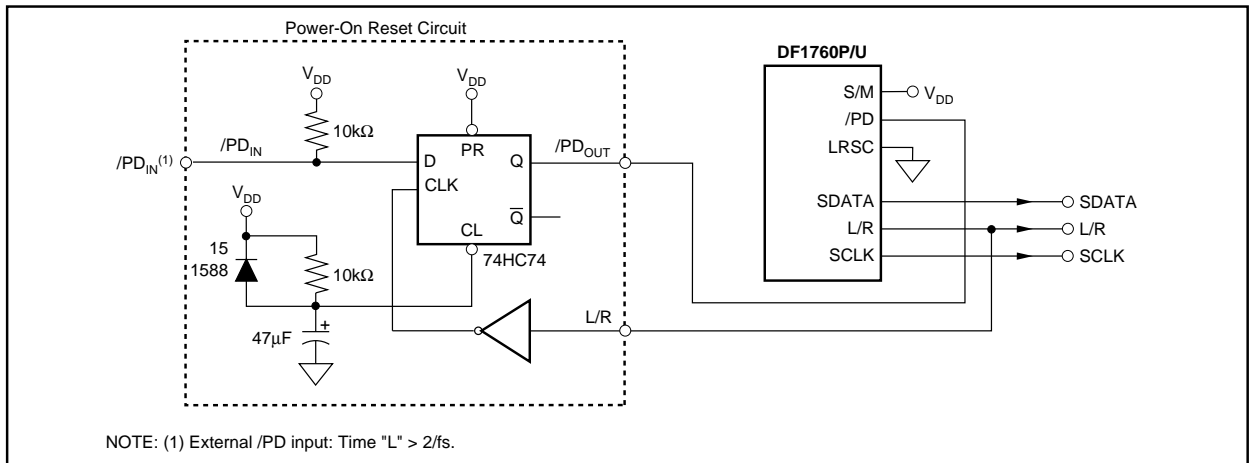 Power-On Reset Circuit
V_DD
10kΩ
/PD_IN(1)
/PD_IN
V_DD
PR
D
Q
CLK
Q̅
CL
74HC74
/PD_OUT
V_DD
15
1588
10kΩ
47µF
+
L/R
DF1760P/U
S/M
V_DD
/PD
LRSC
SDATA
SDATA
L/R
L/R
SCLK
SCLK
NOTE: (1) External /PD input: Time "L" > 2/fs.